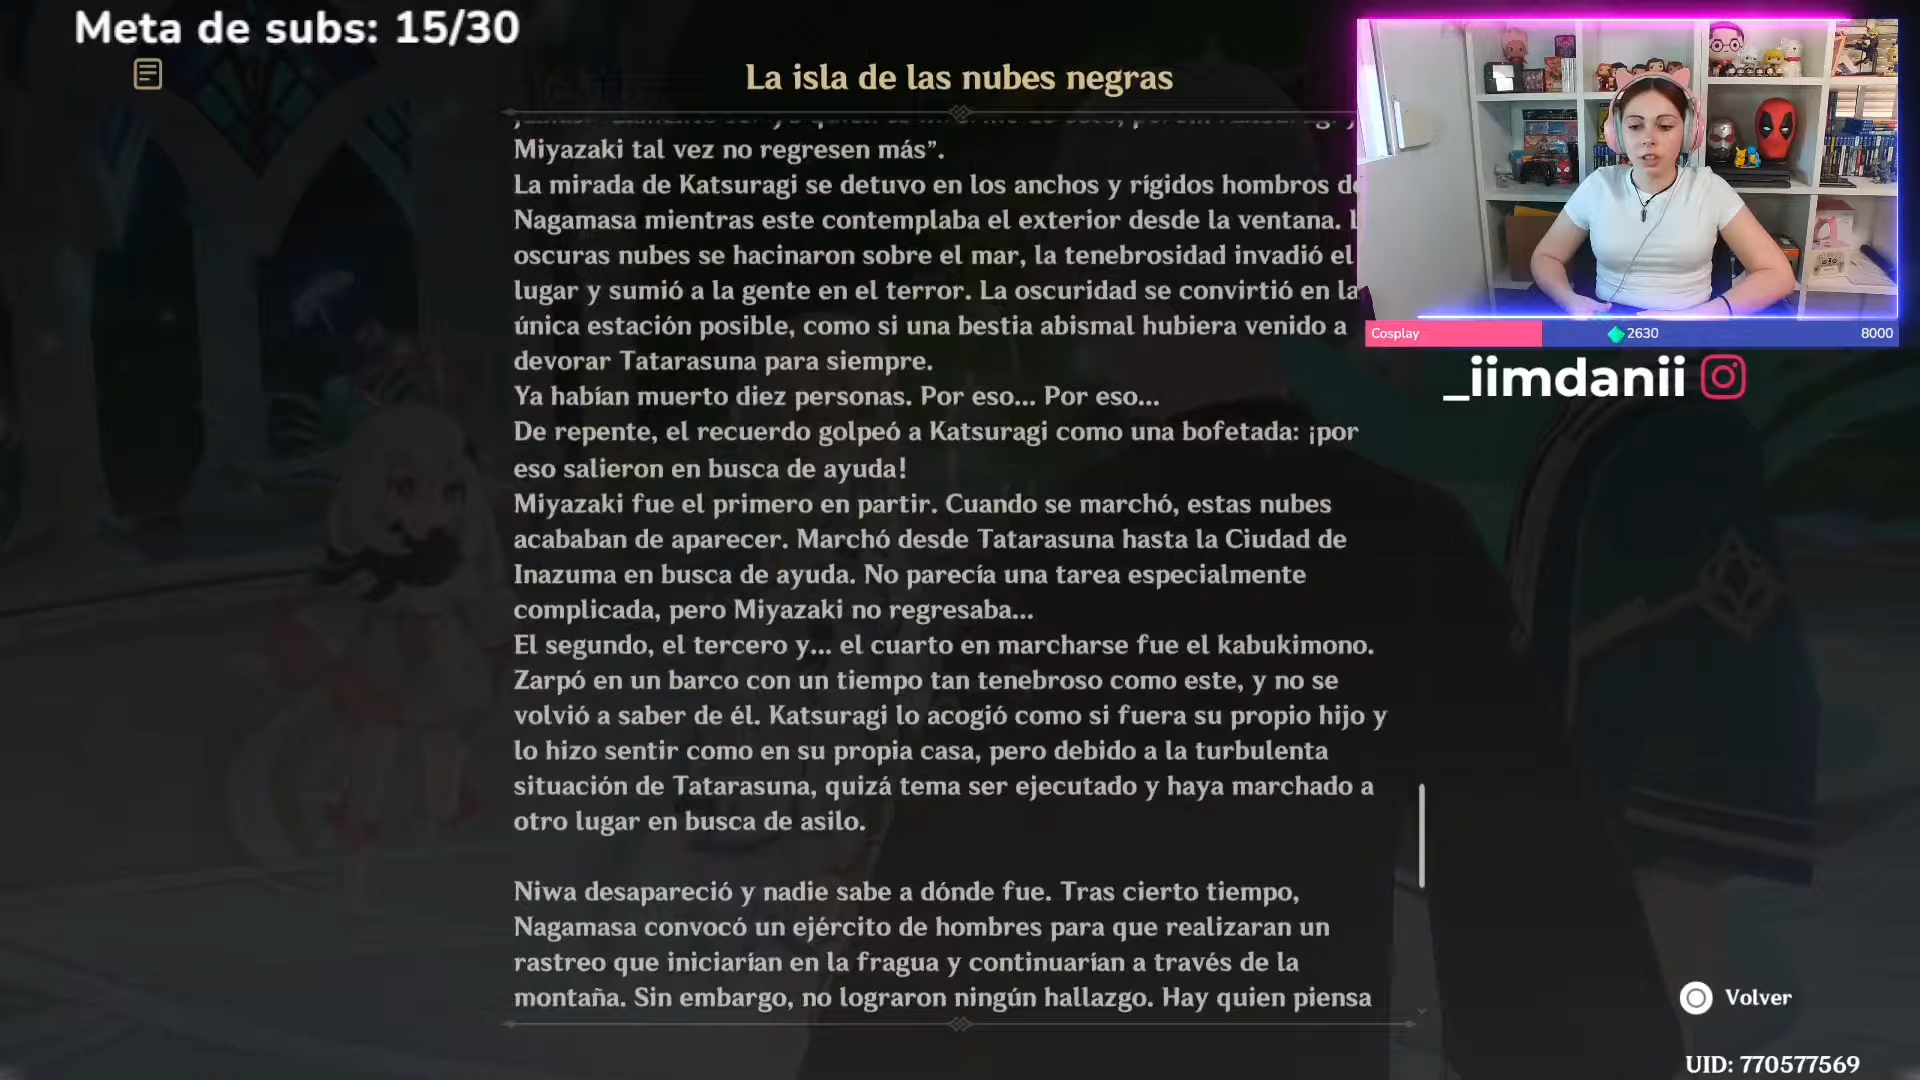 Meta de subs: 15/30
La isla de las nubes negras
Miyazaki tal vez no regresen más”.
La mirada de Katsuragi se detuvo en los anchos y rígidos hombros de
Nagamasa mientras este contemplaba el exterior desde la ventana.
oscuras nubes se hacinaron sobre el mar, la tenebrosidad invadió el
lugar y sumió a la gente en el terror. La oscuridad se convirtió en la
única estación posible, como si una bestia abismal hubiera venido a
devorar Tatarasuna para siempre.
Ya habían muerto diez personas. Por eso... Por eso...
De repente, el recuerdo golpeó a Katsuragi como una bofetada: ¡por
eso salieron en busca de ayuda!
Miyazaki fue el primero en partir. Cuando se marchó, estas nubes
acababan de aparecer. Marchó desde Tatarasuna hasta la Ciudad de
Inazuma en busca de ayuda. No parecía una tarea especialmente
complicada, pero Miyazaki no regresaba...
El segundo, el tercero y... el cuarto en marcharse fue el kabukimono.
Zarpó en un barco con un tiempo tan tenebroso como este, y no se
volvió a saber de él. Katsuragi lo acogió como si fuera su propio hijo y
lo hizo sentir como en su propia casa, pero debido a la turbulenta
situación de Tatarasuna, quizá tema ser ejecutado y haya marchado a
otro lugar en busca de asilo.
Niwa desapareció y nadie sabe a dónde fue. Tras cierto tiempo,
Nagamasa convocó un ejército de hombres para que realizaran un
rastreo que iniciarían en la fragua y continuarían a través de la
montaña. Sin embargo, no lograron ningún hallazgo. Hay quien piensa
Cosplay
2630
8000
_iimdanii
Volver
UID: 770577569